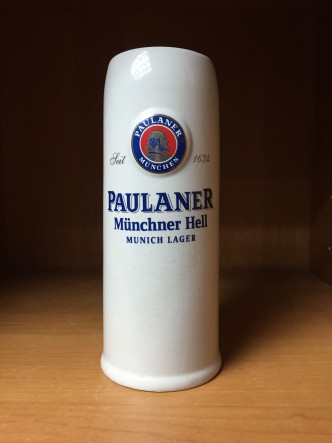 PAULANER
MÜNCHEN
Seit 1634
PAULANER
Münchner Hell
MUNICH LAGER